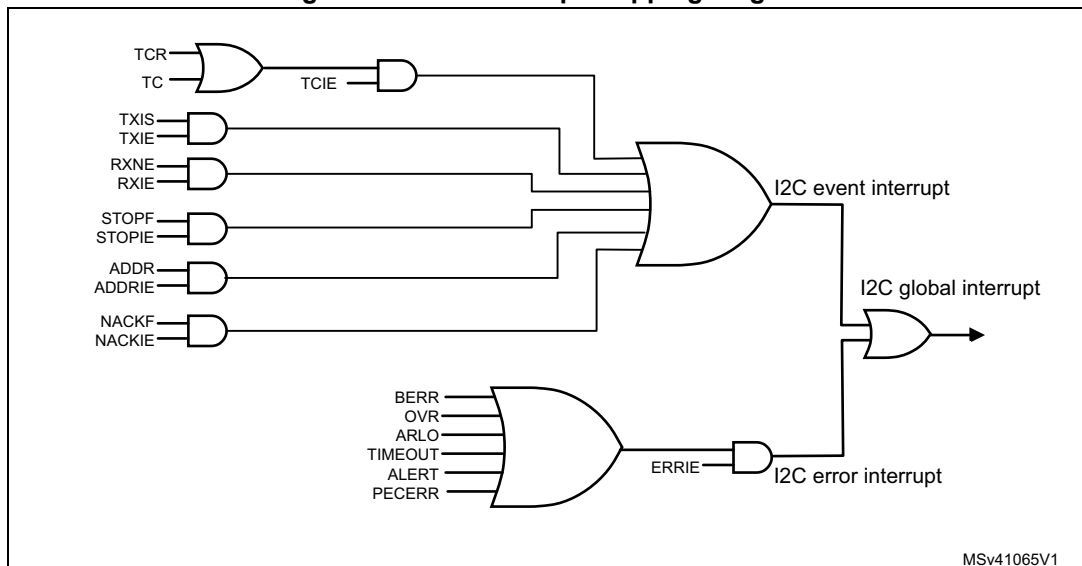 TCR
TC
TCIE
TXIS
TXIE
RXNE
RXIE
STOPF
STOPIE
ADDR
ADDRIE
NACKF
NACKIE
I2C event interrupt
I2C global interrupt
BERR
OVR
ARLO
TIMEOUT
ALERT
PECERR
ERRIE
I2C error interrupt
MSv41065V1